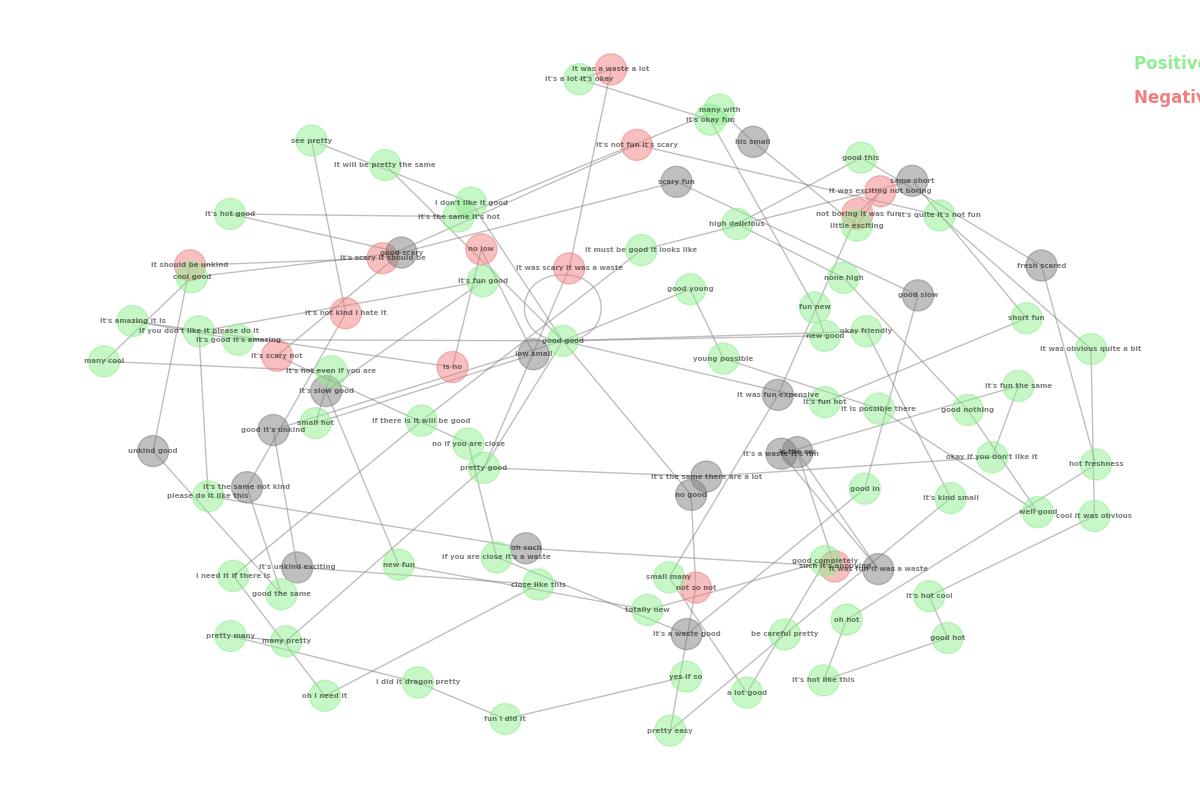 Positive
Negativ
It was a waste a lot
It's a lot it's okay
many with
It's okay fun
see pretty
It's not fun it's scary
his small
It will be pretty the same
good this
scary fun
same short
It was exciting not boring
I don't like it good
It's hot good
It's the same it's hot
not boring it was fun
It's quite it's not fun
high delicious
little exciting
no low
It must be good it looks like
good scary
It's scary it should be
It should be unkind
cool good
It was scary it was a waste
fresh scared
It's fun good
none high
good young
good slow
fun new
It's not kind I hate it
short fun
It's amazing it is
If you don't like it please do it
okay friendly
new good
It's good it's amazing
good good
It was obvious quite a bit
low small
It's scary not
young possible
many cool
is no
It's hot even if you are
It's fun the same
It's slow good
It was fun expensive
It's fun hot
It is possible there
good nothing
small hot
If there is it will be good
good it's unkind
no if you are close
unkind good
okay if you don't like it
hot freshness
pretty good
It's the same there are a lot
It's the same not kind
please do it like this
good in
no good
It's kind small
well good
cool it was obvious
oh such
If you are close it's a waste
good completely
such it's annoying
It was fun it was a waste
new fun
It's unkind exciting
I need it if there is
small many
close like this
not so not
good the same
It's hot cool
totally new
oh hot
It's a waste good
be careful pretty
good hot
pretty many
many pretty
yes if so
It's hot like this
I did it dragon pretty
a lot good
oh I need it
fun I did it
pretty easy